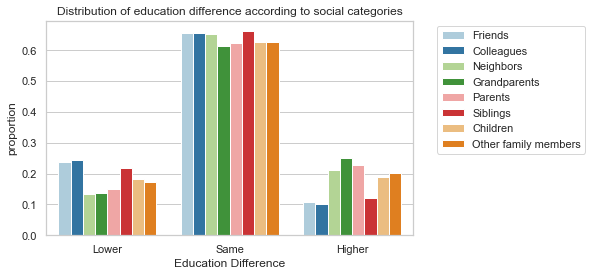 Distribution of education difference according to social categories
proportion
0.6
0.5
0.4
0.3
0.2
0.1
0.0
Lower
Same
Higher
Education Difference
Friends
Colleagues
Neighbors
Grandparents
Parents
Siblings
Children
Other family members